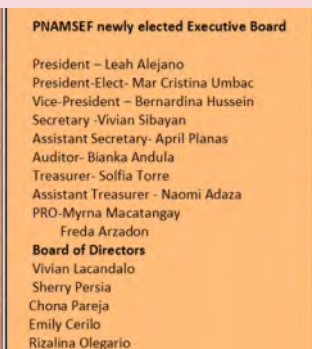 PNAMSEF newly elected Executive Board
President – Leah Alejano
President-Elect- Mar Cristina Umbac
Vice-President – Bernardina Hussein
Secretary -Vivian Sibayan
Assistant Secretary- April Planas
Auditor- Bianka Andula
Treasurer- Solfia Torre
Assistant Treasurer - Naomi Adaza
PRO-Myrna Macatangay
Freda Arzadon
Board of Directors
Vivian Lacandalo
Sherry Persia
Chona Pareja
Emily Cerilo
Rizalina Olegario